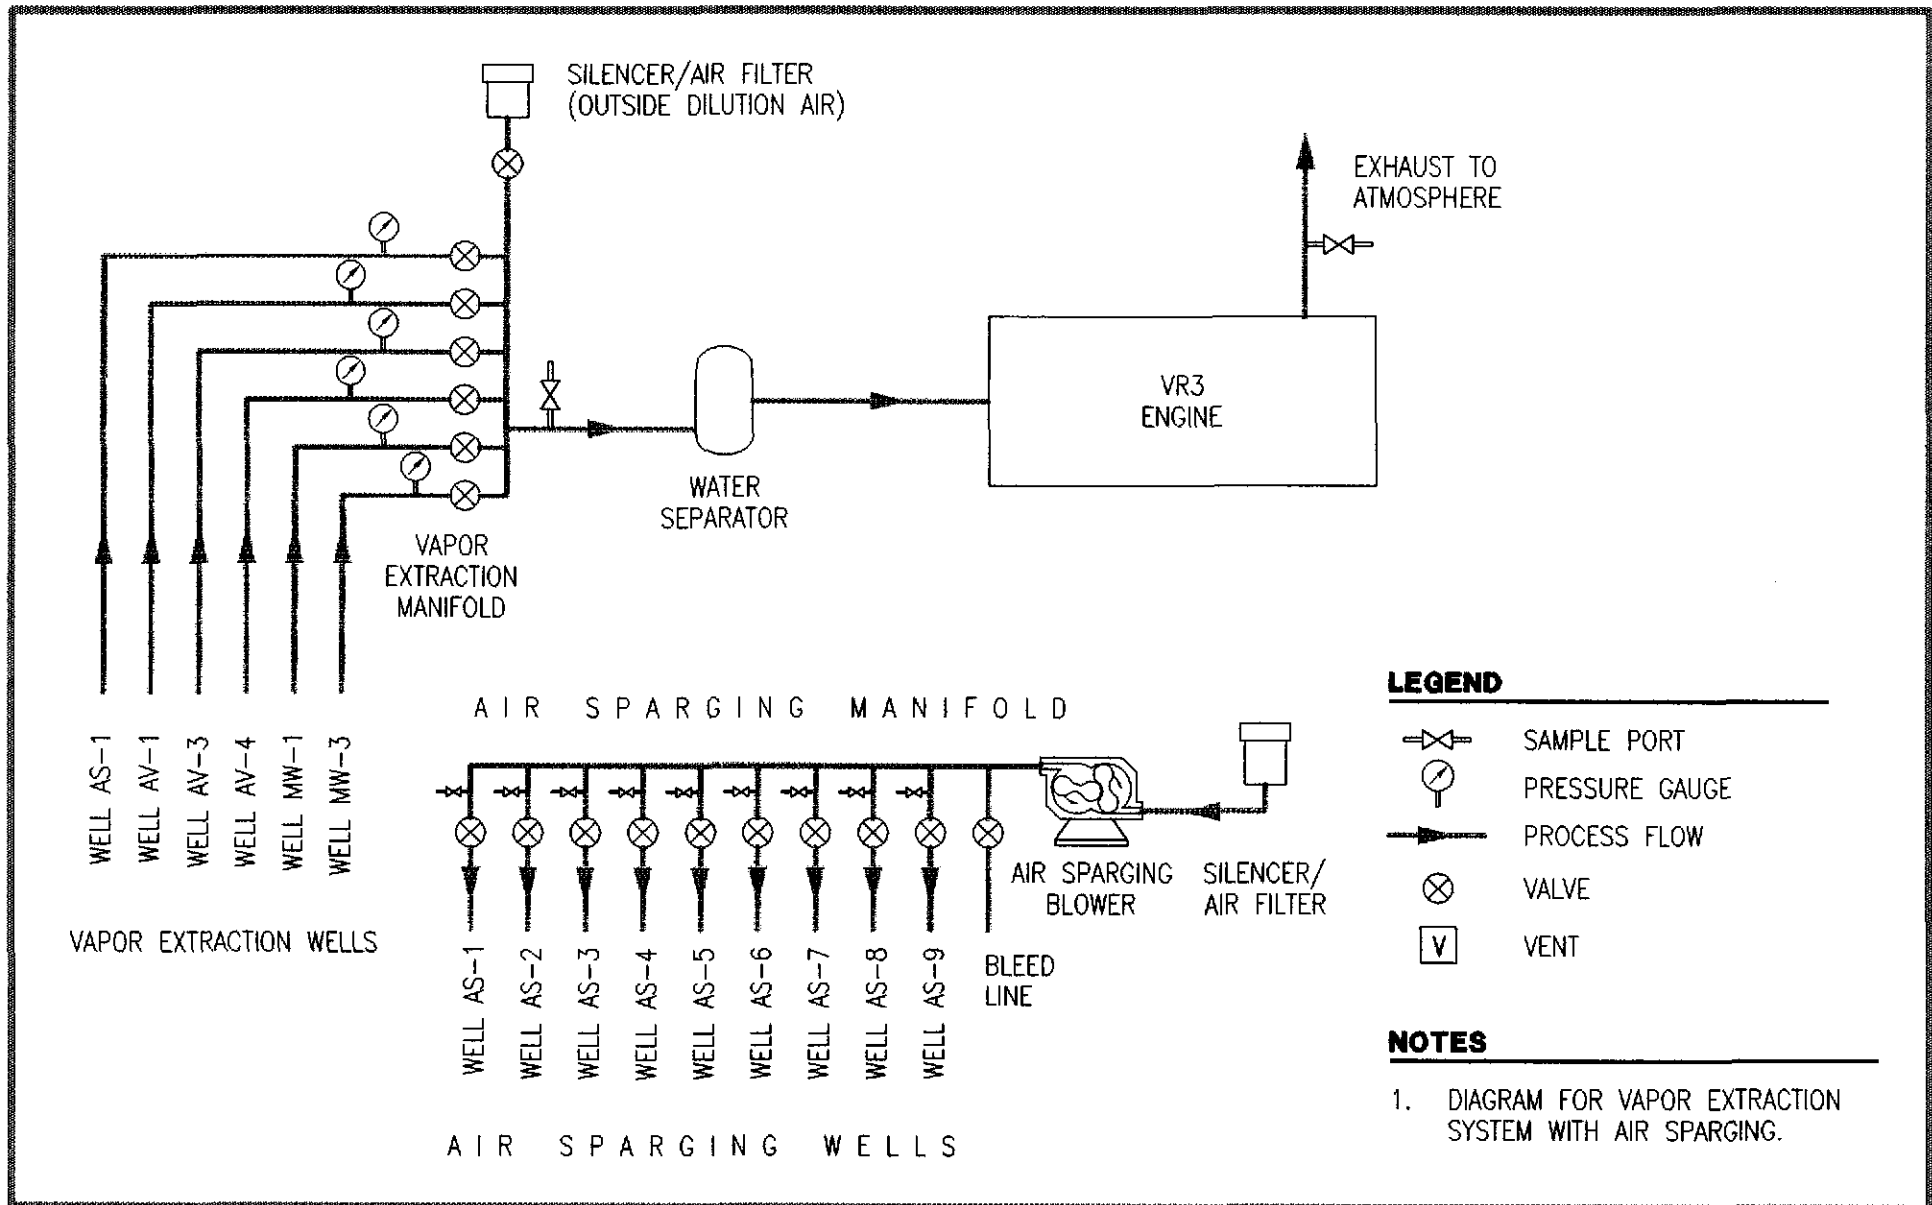 SILENCER/AIR FILTER
(OUTSIDE DILUTION AIR)
EXHAUST TO
ATMOSPHERE
VR3
ENGINE
WATER
SEPARATOR
VAPOR
EXTRACTION
MANIFOLD
WELL AS-1
WELL AV-1
WELL AV-3
WELL AV-4
WELL MW-1
WELL MW-3
VAPOR EXTRACTION WELLS
AIR SPARGING MANIFOLD
AIR SPARGING
BLOWER
SILENCER/
AIR FILTER
WELL AS-1
WELL AS-2
WELL AS-3
WELL AS-4
WELL AS-5
WELL AS-6
WELL AS-7
WELL AS-8
WELL AS-9
BLEED
LINE
AIR SPARGING WELLS
LEGEND
SAMPLE PORT
PRESSURE GAUGE
PROCESS FLOW
VALVE
V
VENT
NOTES
1. DIAGRAM FOR VAPOR EXTRACTION
SYSTEM WITH AIR SPARGING.